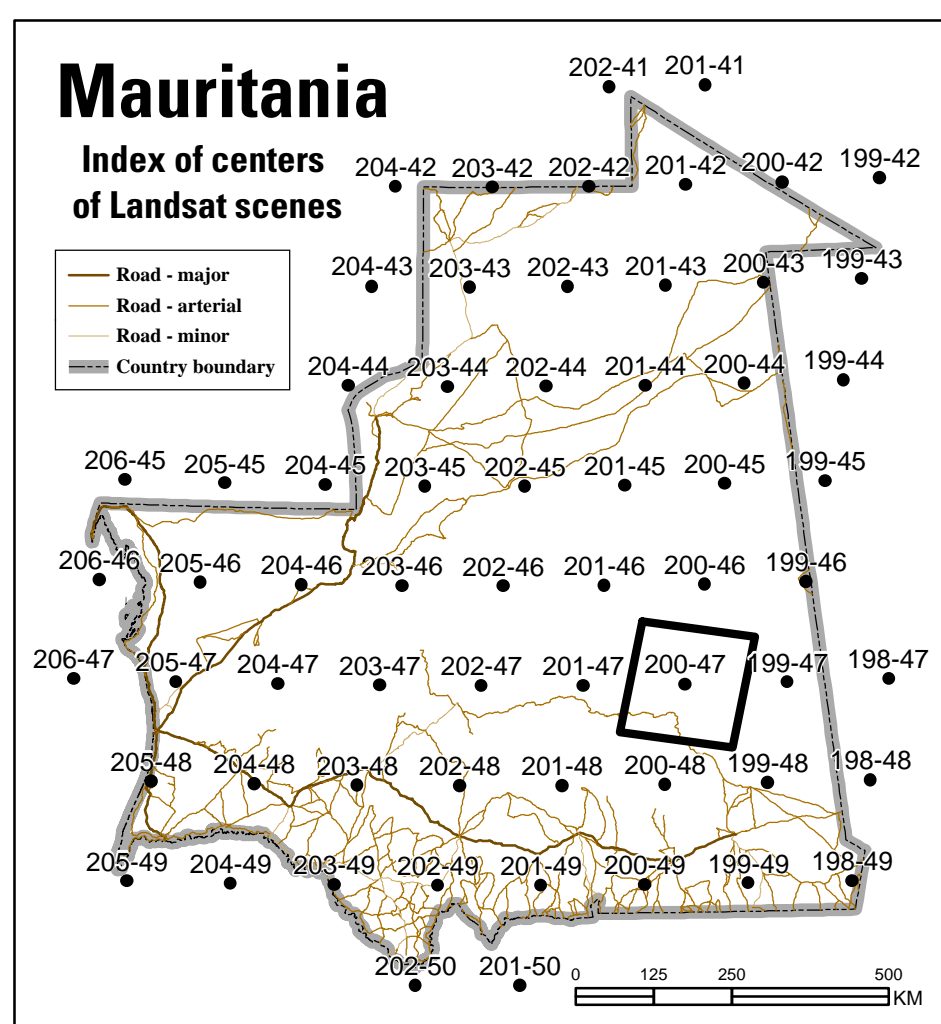 Mauritania
Index of centers
of Landsat scenes
Road - major
Road - arterial
Road - minor
Country boundary
202-41 201-41
204-42 203-42 202-42 201-42 200-42 199-42
204-43 203-43 202-43 201-43 200-43 199-43
204-44 203-44 202-44 201-44 200-44 199-44
206-45 205-45 204-45 203-45 202-45 201-45 200-45 199-45
206-46 205-46 204-46 203-46 202-46 201-46 200-46 199-46
206-47 205-47 204-47 203-47 202-47 201-47 200-47 199-47 198-47
205-48 204-48 203-48 202-48 201-48 200-48 199-48 198-48
205-49 204-49 203-49 202-49 201-49 200-49 199-49 198-49
202-50 201-50
0 125 250 500
KM